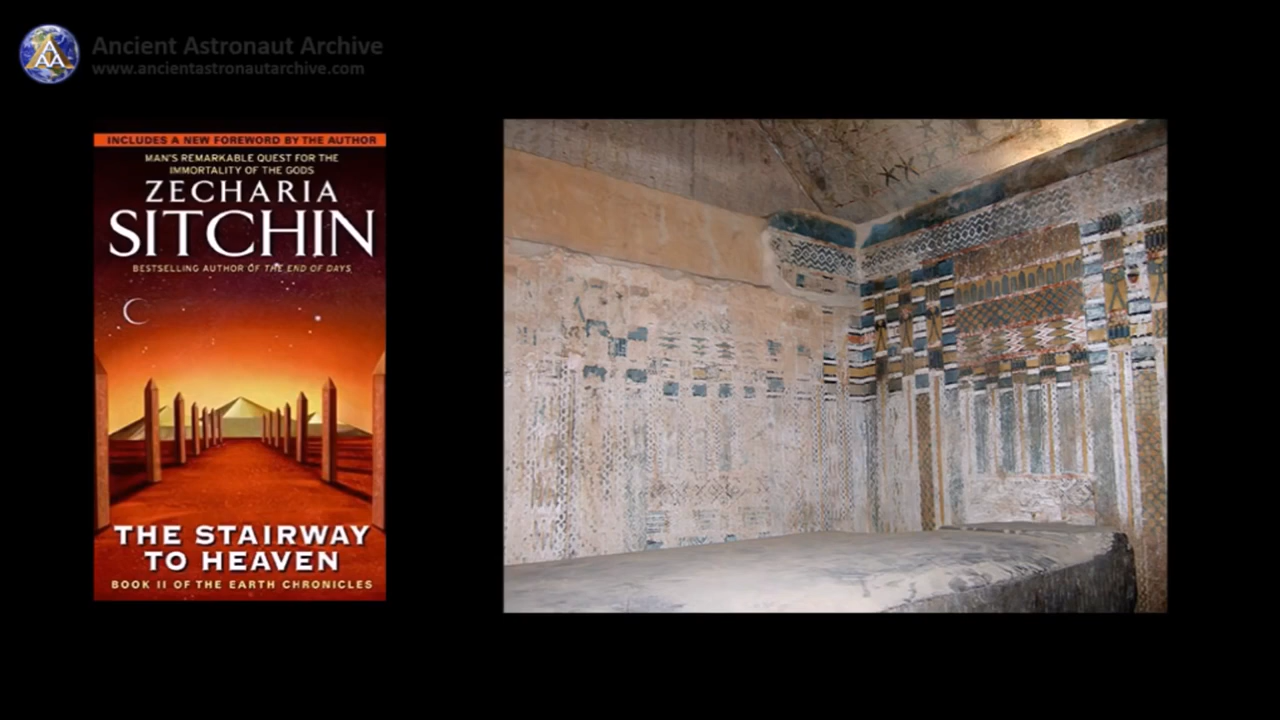 AAA
Ancient Astronaut Archive
www.ancientastronautarchive.com
INCLUDES A NEW FOREWORD BY THE AUTHOR
MAN'S REMARKABLE QUEST FOR THE
IMMORTALITY OF THE GODS
ZECHARIA
SITCHIN
BESTSELLING AUTHOR OF THE END OF DAYS
THE STAIRWAY
TO HEAVEN
BOOK II OF THE EARTH CHRONICLES